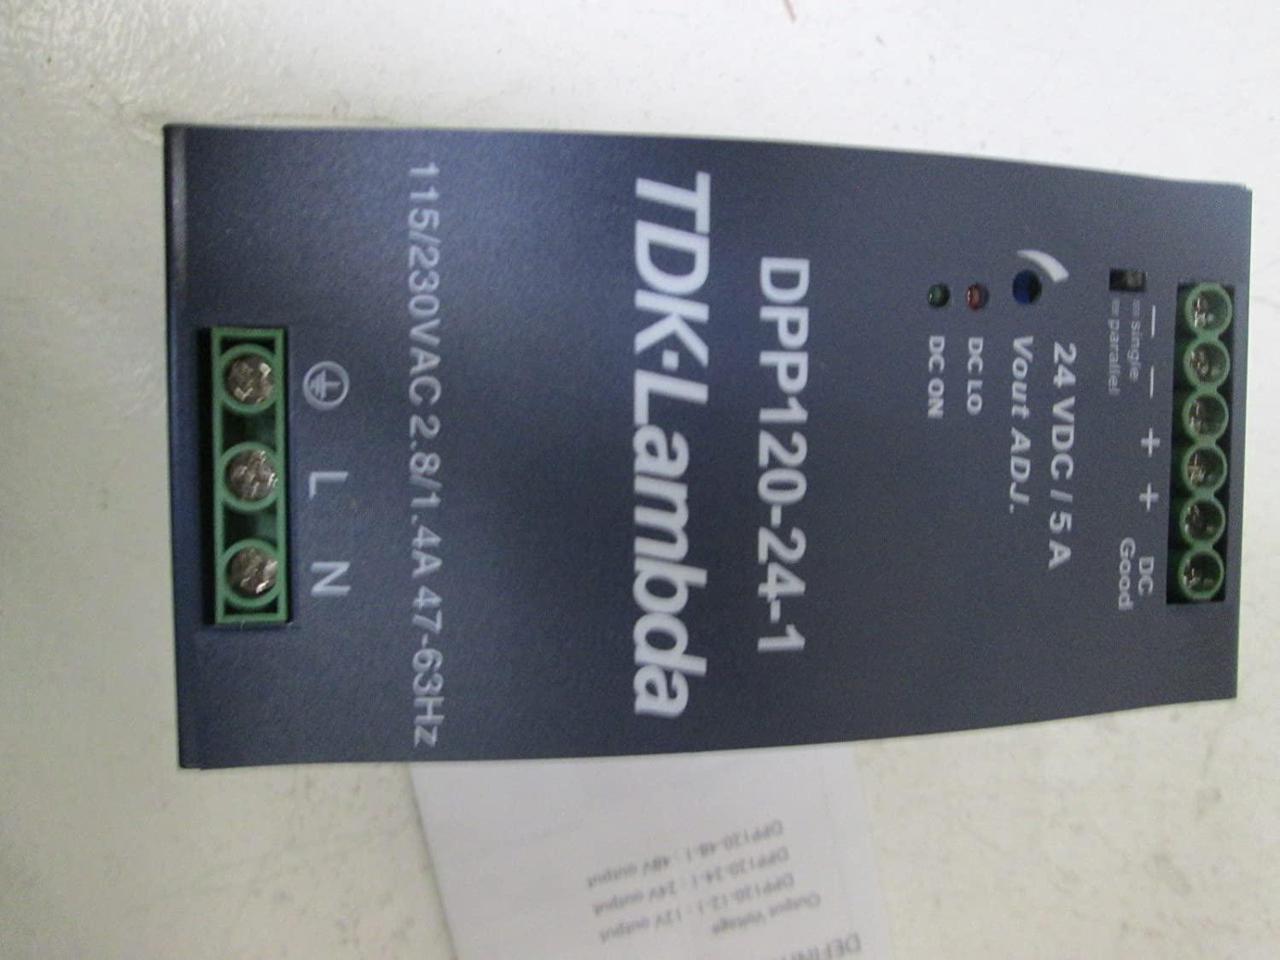 − − + + DC Good
= single
= parallel
24 VDC / 5 A
Vout ADJ.
DC LO
DC ON
DPP120-24-1
TDK·Lambda
115/230VAC 2.8/1.4A 47-63Hz
L N
Output Voltage
DPP120-12-1 : 12V output
DPP120-24-1 : 24V output
DPP120-48-1 : 48V output